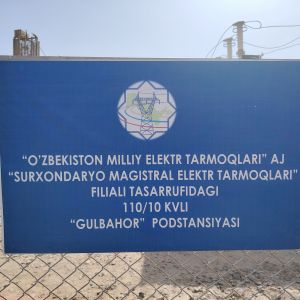 “O‘ZBEKISTON MILLIY ELEKTR TARMOQLARI” AJ
“SURXONDARYO MAGISTRAL ELEKTR TARMOQLARI”
FILIALI TASARRUFIDAGI
110/10 KVLI
“GULBAHOR” PODSTANSIYASI